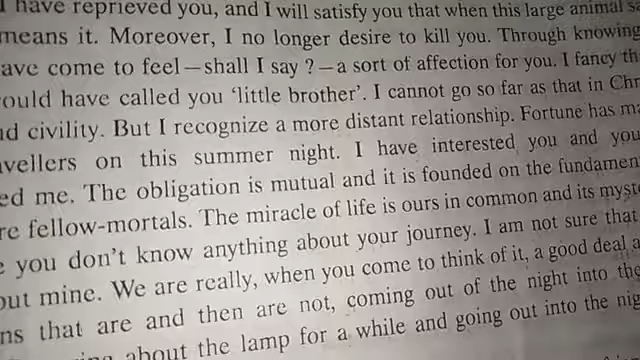 have reprieved you, and I will satisfy you that when this large animal
means it. Moreover, I no longer desire to kill you. Through knowing
ave come to feel—shall I say ?—a sort of affection for you. I fancy th
ould have called you ‘little brother’. I cannot go so far as that in Chr
nd civility. But I recognize a more distant relationship. Fortune has ma
avellers on this summer night. I have interested you and you
ed me. The obligation is mutual and it is founded on the fundamen
re fellow-mortals. The miracle of life is ours in common and its myste
e you don’t know anything about your journey. I am not sure that
out mine. We are really, when you come to think of it, a good deal a
ns that are and then are not, coming out of the night into the
about the lamp for a while and going out into the nig